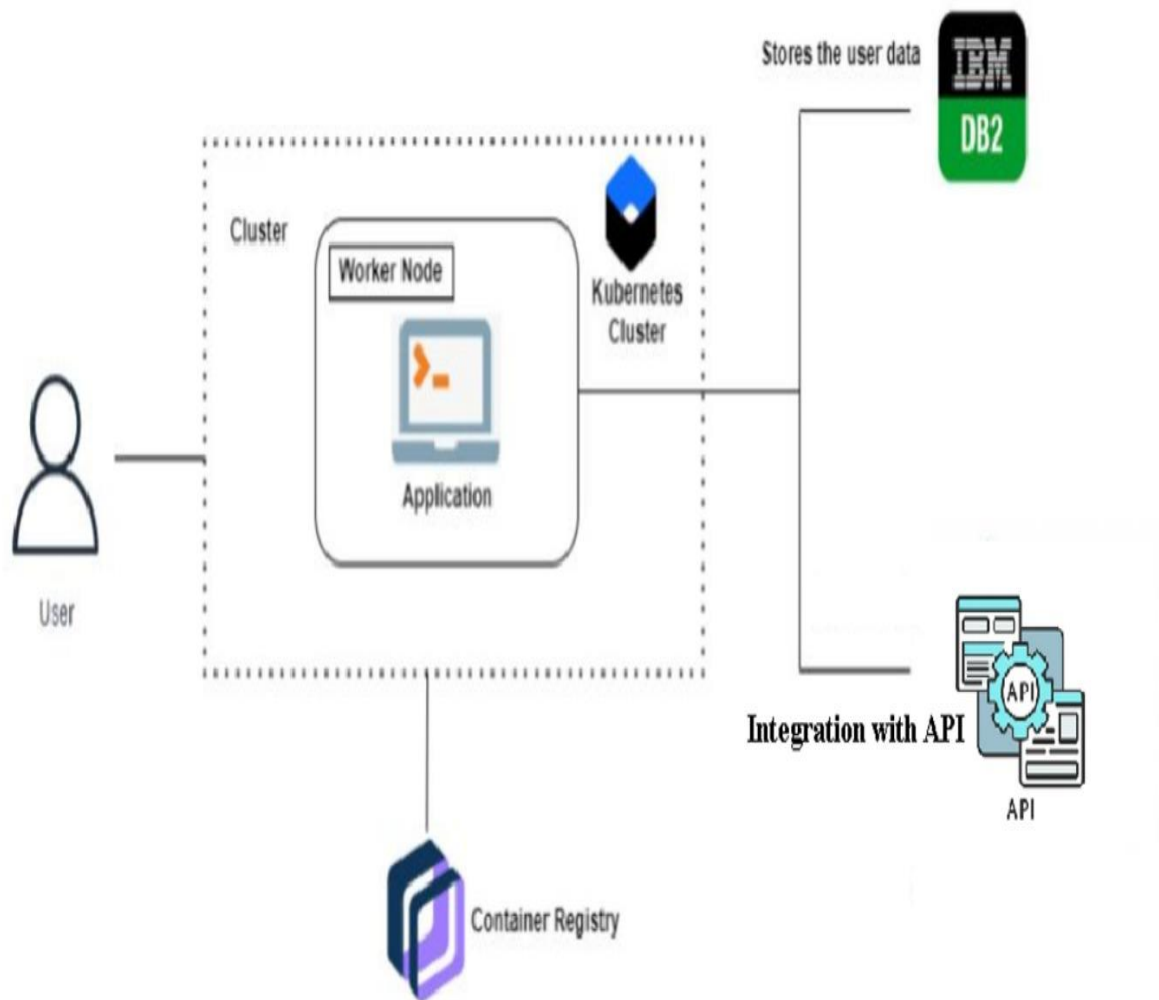 Stores the user data
IBM
DB2
Cluster
Worker Node
Kubernetes
Cluster
Application
User
API
Integration with API
API
Container Registry